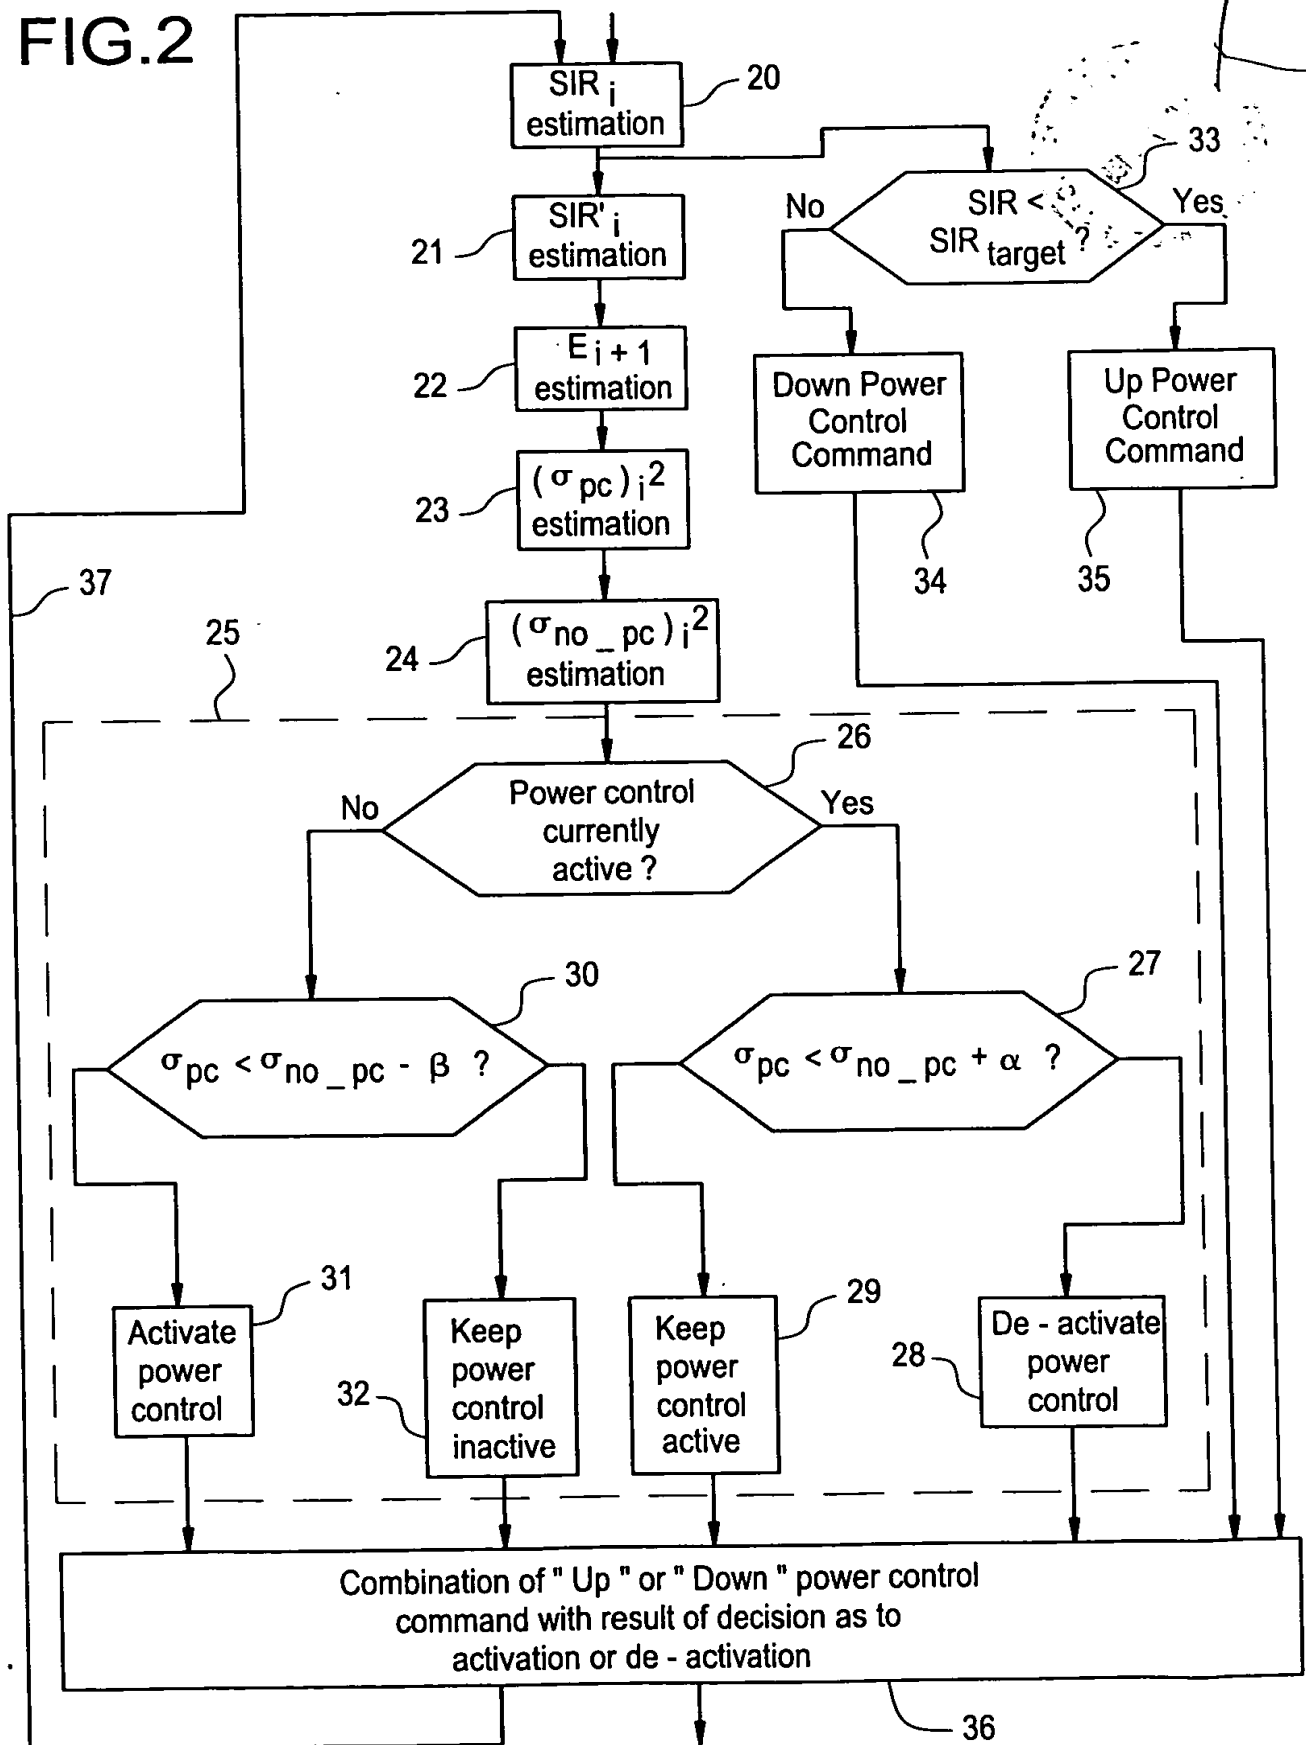 FIG.2
SIR i
estimation
20
SIR' i
estimation
21
E i + 1
estimation
22
(σ pc) i 2
estimation
23
(σ no _ pc) i 2
estimation
24
33
No
SIR <
SIR target ?
Yes
Down Power
Control
Command
34
Up Power
Control
Command
35
37
25
26
No
Power control
currently
active ?
Yes
30
σpc < σno _ pc - β ?
27
σpc < σno _ pc + α ?
31
Activate
power
control
32
Keep
power
control
inactive
29
Keep
power
control
active
28
De - activate
power
control
Combination of " Up " or " Down " power control
command with result of decision as to
activation or de - activation
36